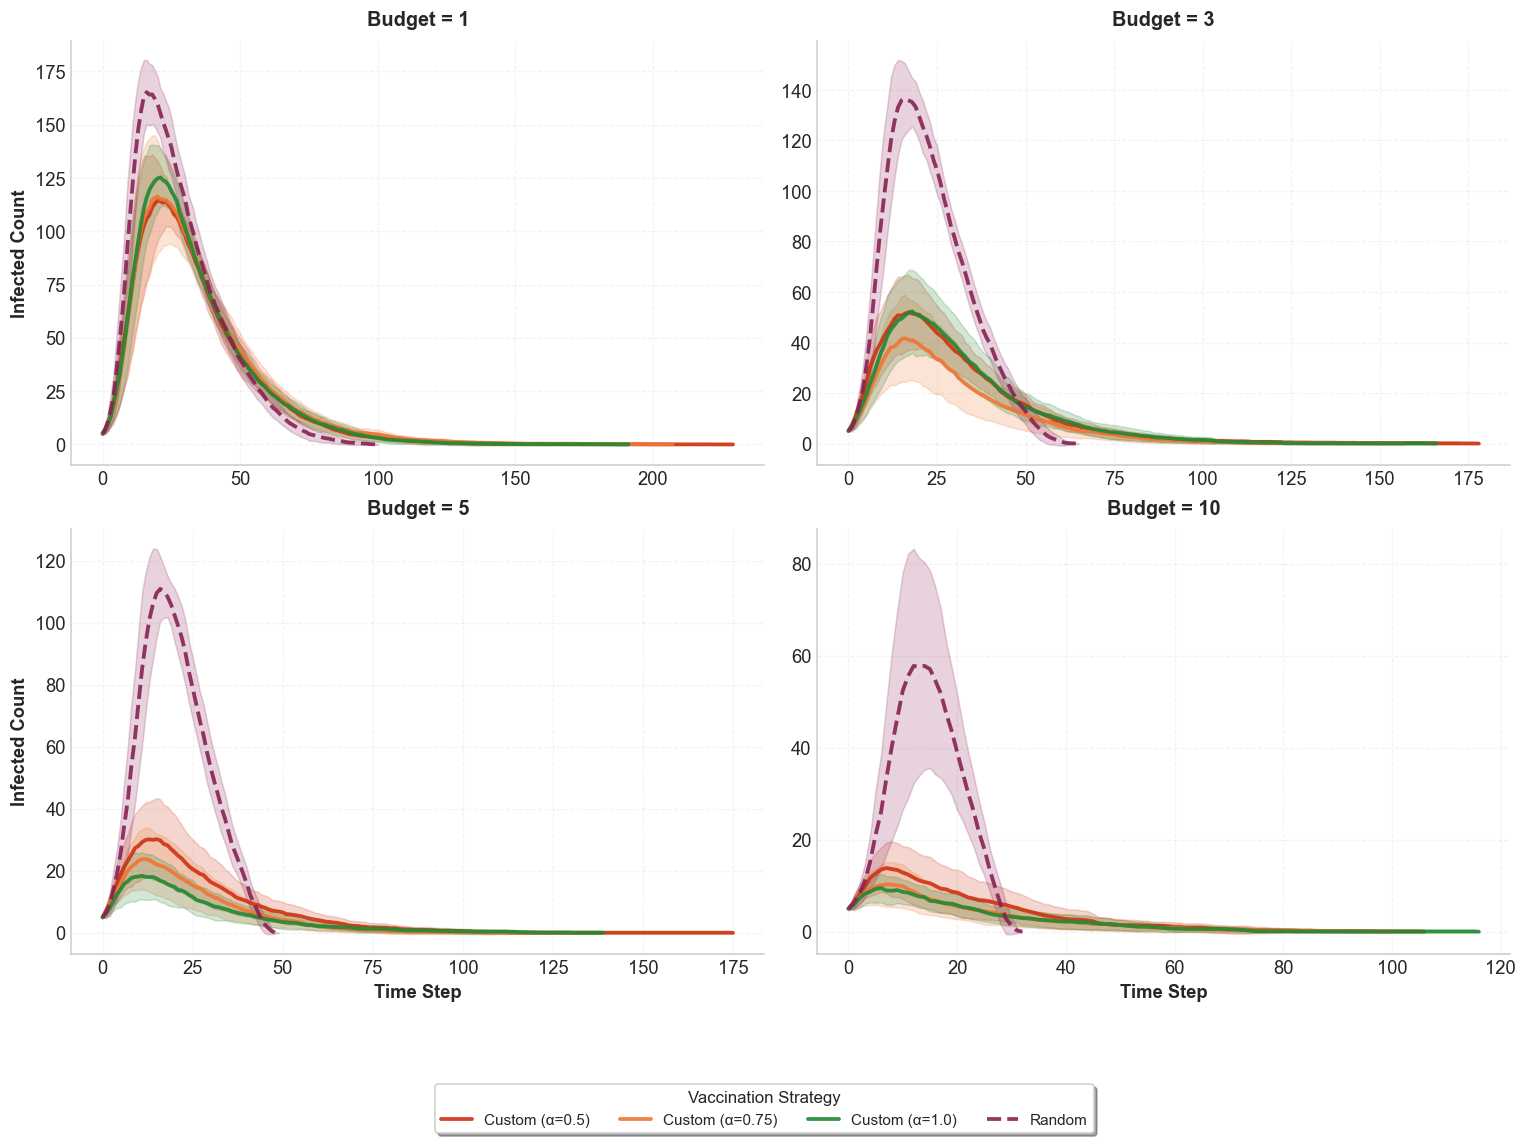 Budget = 1
Budget = 3
Infected Count
175
150
125
100
75
50
25
0
0 50 100 150 200
140
120
100
80
60
40
20
0
0 25 50 75 100 125 150 175
Budget = 5
Budget = 10
Infected Count
120
100
80
60
40
20
0
0 25 50 75 100 125 150 175
Time Step
80
60
40
20
0
0 20 40 60 80 100 120
Time Step
Vaccination Strategy
Custom (α=0.5) Custom (α=0.75) Custom (α=1.0) Random